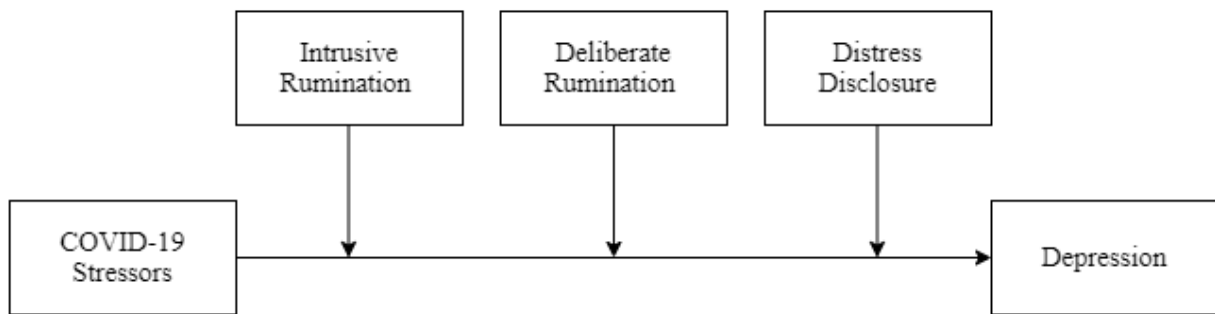 Intrusive
Rumination
Deliberate
Rumination
Distress
Disclosure
COVID-19
Stressors
Depression